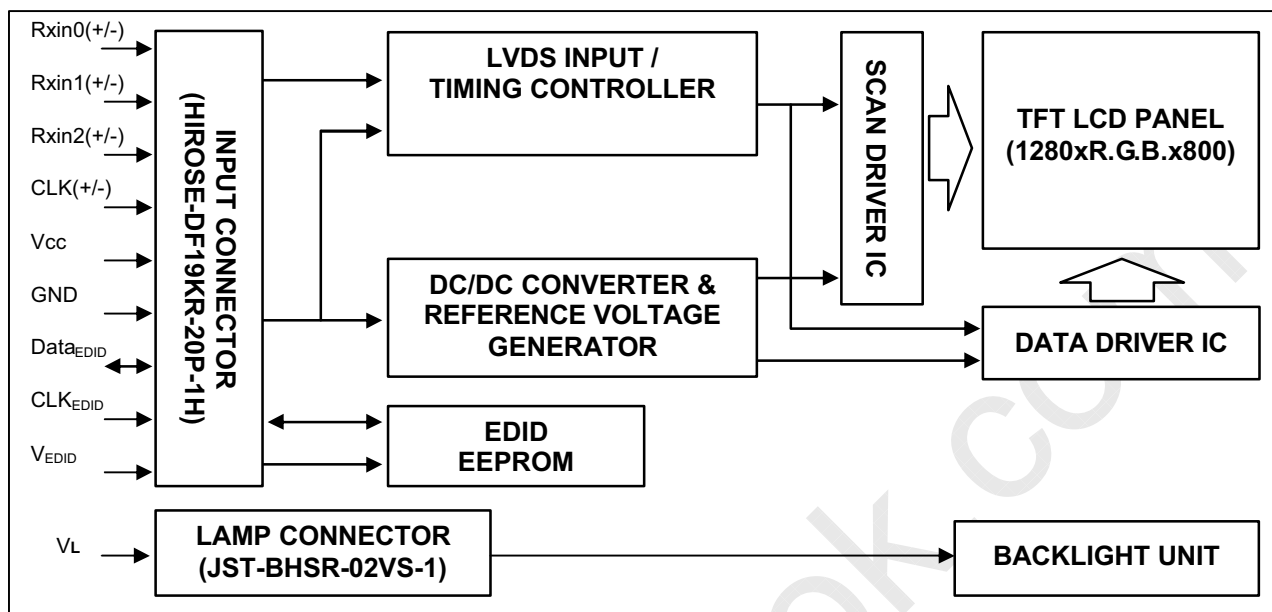 Rxin0(+/-)
Rxin1(+/-)
Rxin2(+/-)
CLK(+/-)
Vcc
GND
DataEDID
CLKEDID
VEDID
VL
INPUT CONNECTOR
(HIROSE-DF19KR-20P-1H)
LVDS INPUT /
TIMING CONTROLLER
DC/DC CONVERTER &
REFERENCE VOLTAGE
GENERATOR
EDID
EEPROM
SCAN DRIVER IC
TFT LCD PANEL
(1280xR.G.B.x800)
DATA DRIVER IC
LAMP CONNECTOR
(JST-BHSR-02VS-1)
BACKLIGHT UNIT
ok.com